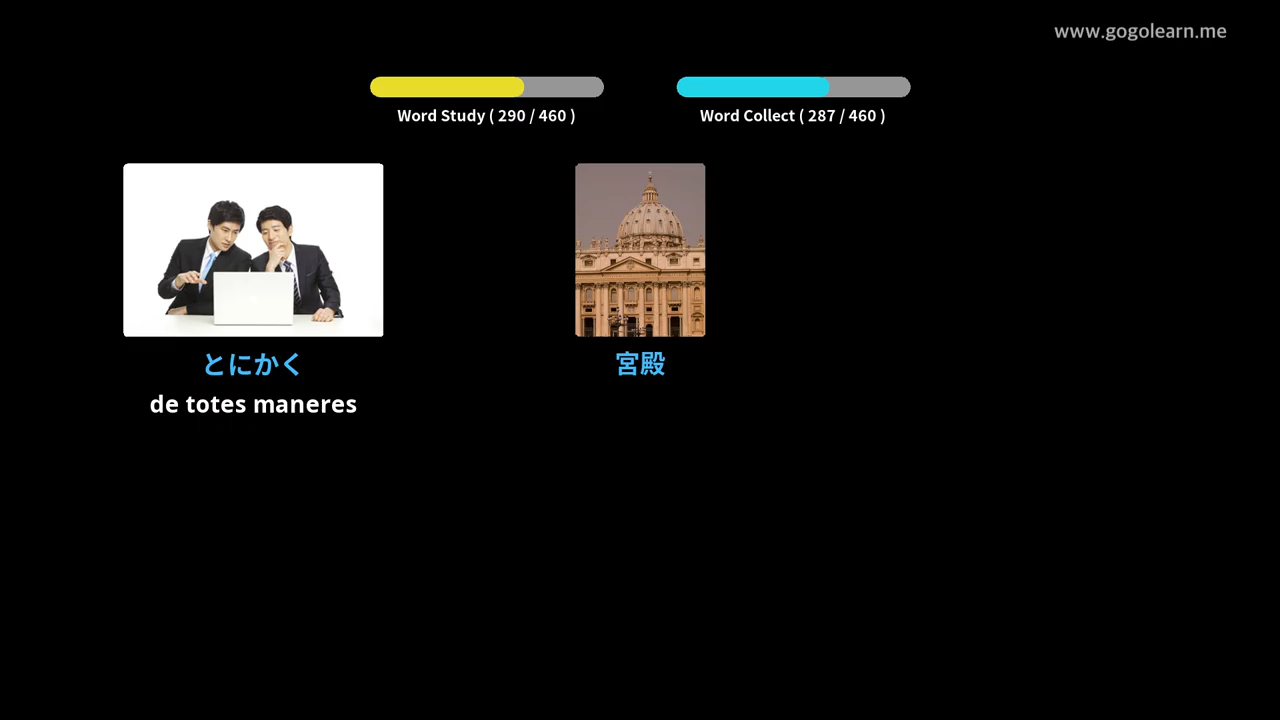 www.gogolearn.me
Word Study ( 290 / 460 )
Word Collect ( 287 / 460 )
とにかく
de totes maneres
宮殿